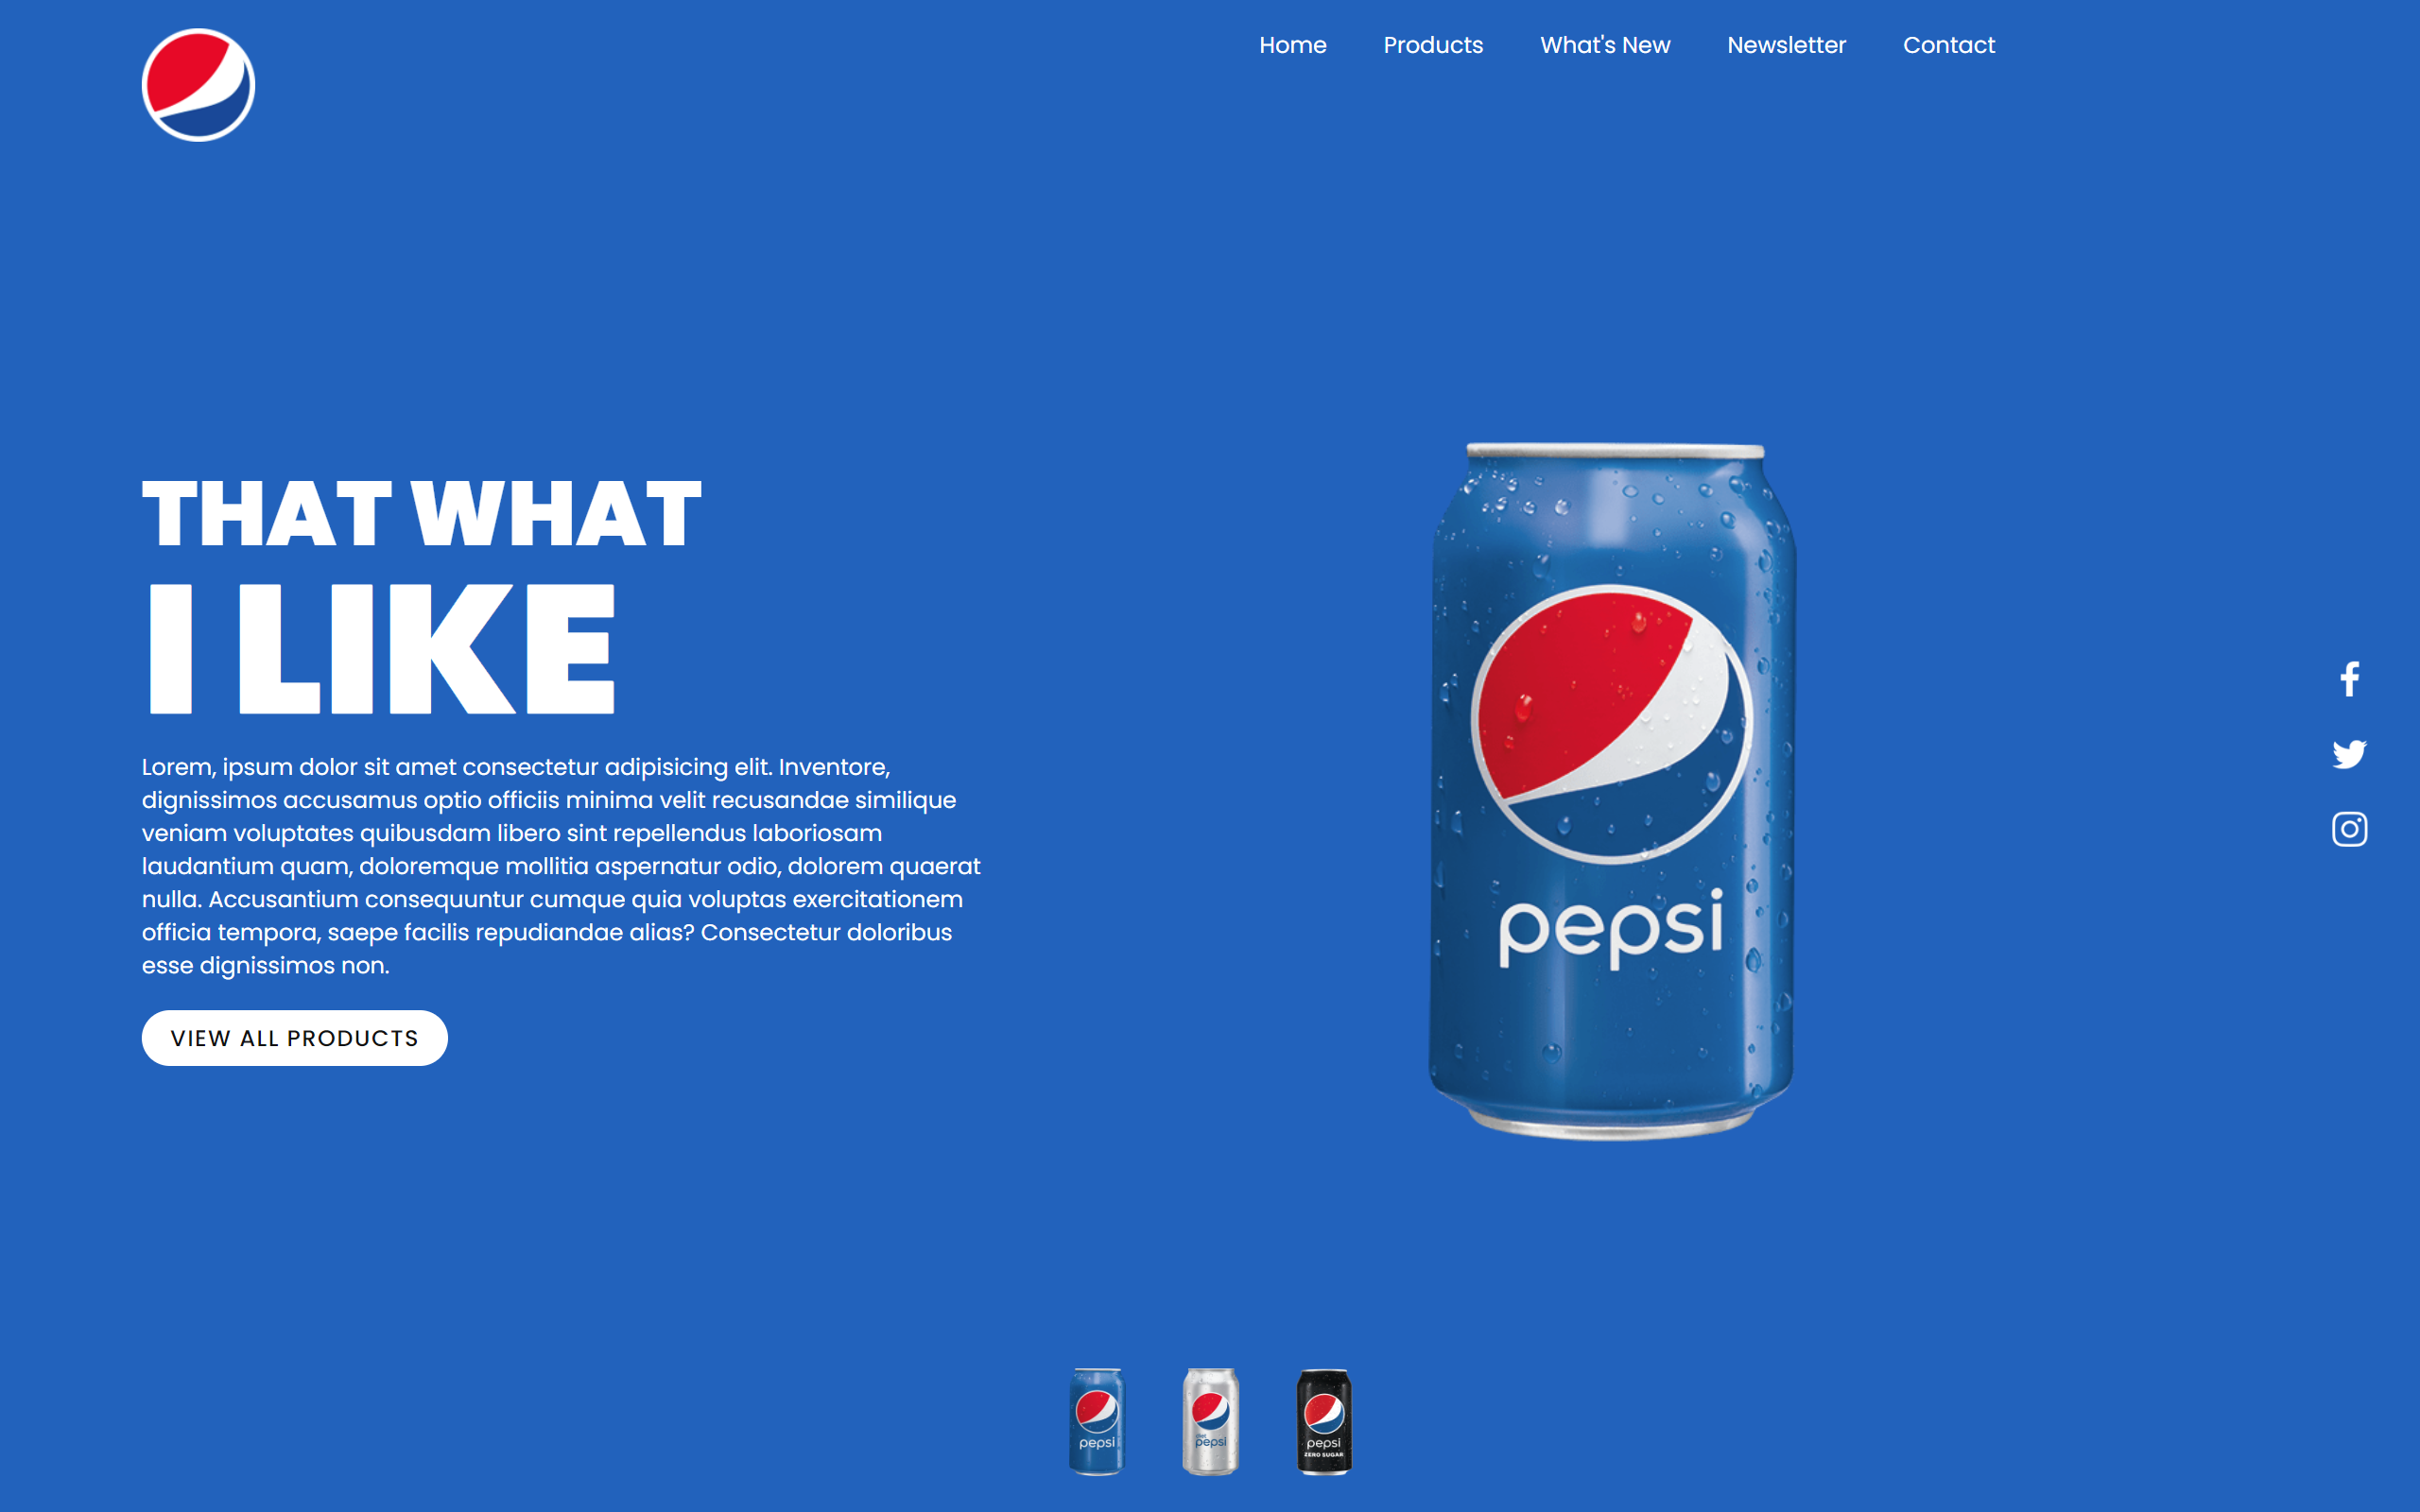 Home Products What's New Newsletter Contact
THAT WHAT
I LIKE
Lorem, ipsum dolor sit amet consectetur adipisicing elit. Inventore,
dignissimos accusamus optio officiis minima velit recusandae similique
veniam voluptates quibusdam libero sint repellendus laboriosam
laudantium quam, doloremque mollitia aspernatur odio, dolorem quaerat
nulla. Accusantium consequuntur cumque quia voluptas exercitationem
officia tempora, saepe facilis repudiandae alias? Consectetur doloribus
esse dignissimos non.
VIEW ALL PRODUCTS
pepsi
pepsi
diet
pepsi
pepsi
ZERO SUGAR